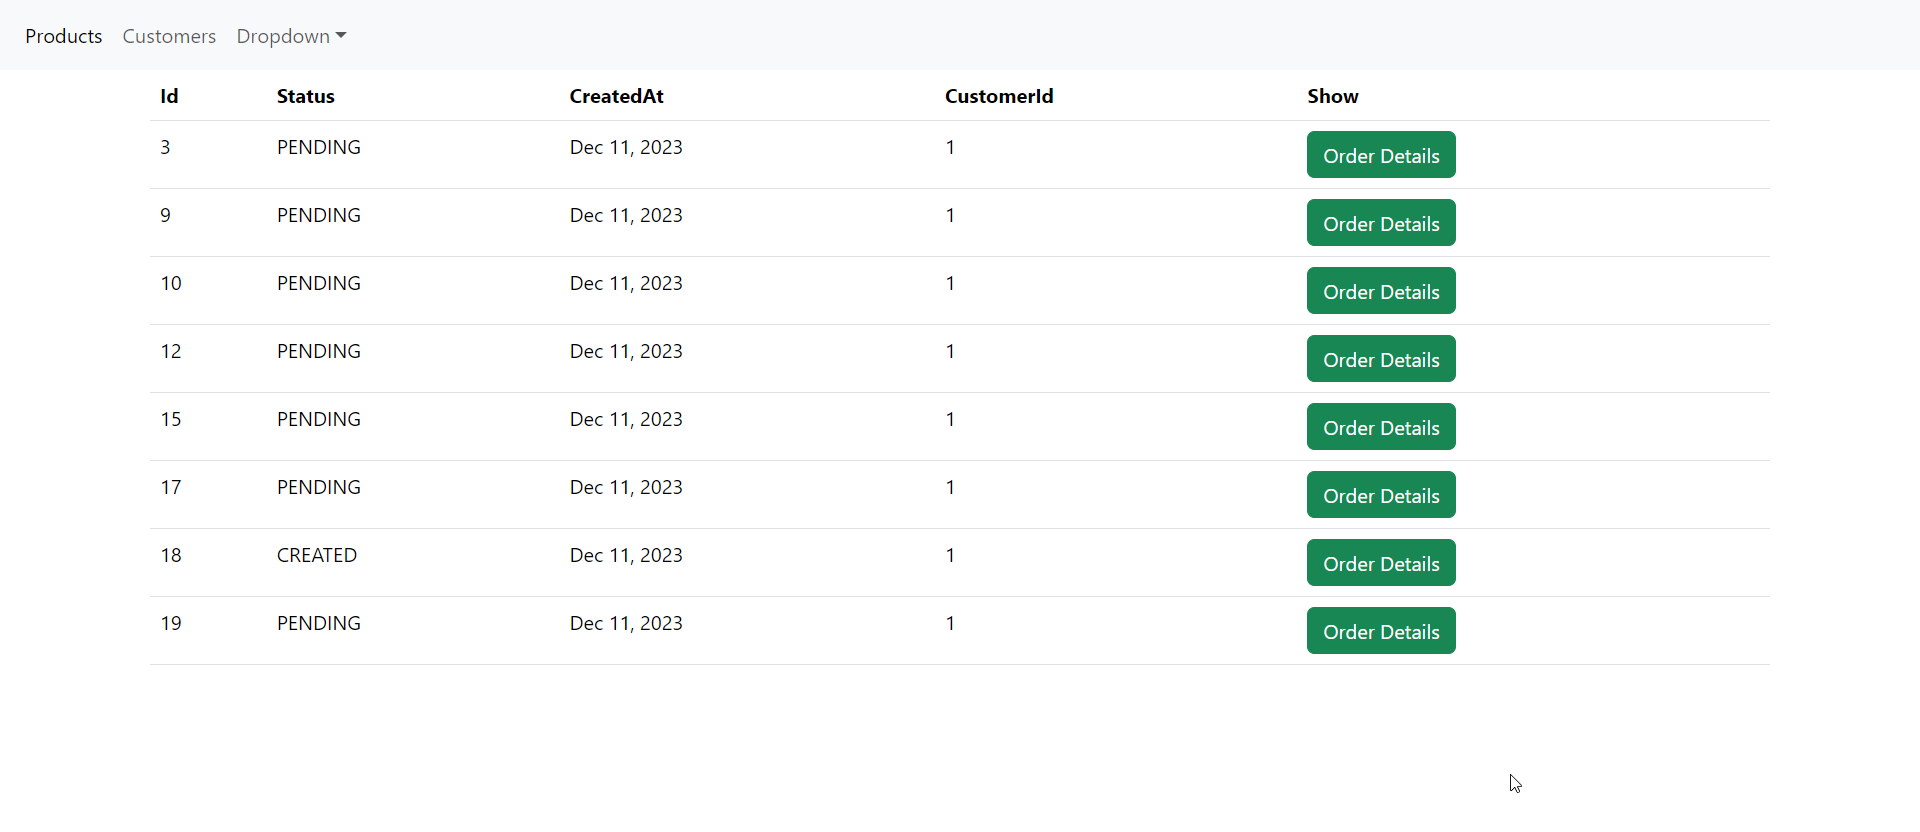 Products Customers Dropdown
Id Status CreatedAt CustomerId Show
3 PENDING Dec 11, 2023 1 Order Details
9 PENDING Dec 11, 2023 1 Order Details
10 PENDING Dec 11, 2023 1 Order Details
12 PENDING Dec 11, 2023 1 Order Details
15 PENDING Dec 11, 2023 1 Order Details
17 PENDING Dec 11, 2023 1 Order Details
18 CREATED Dec 11, 2023 1 Order Details
19 PENDING Dec 11, 2023 1 Order Details